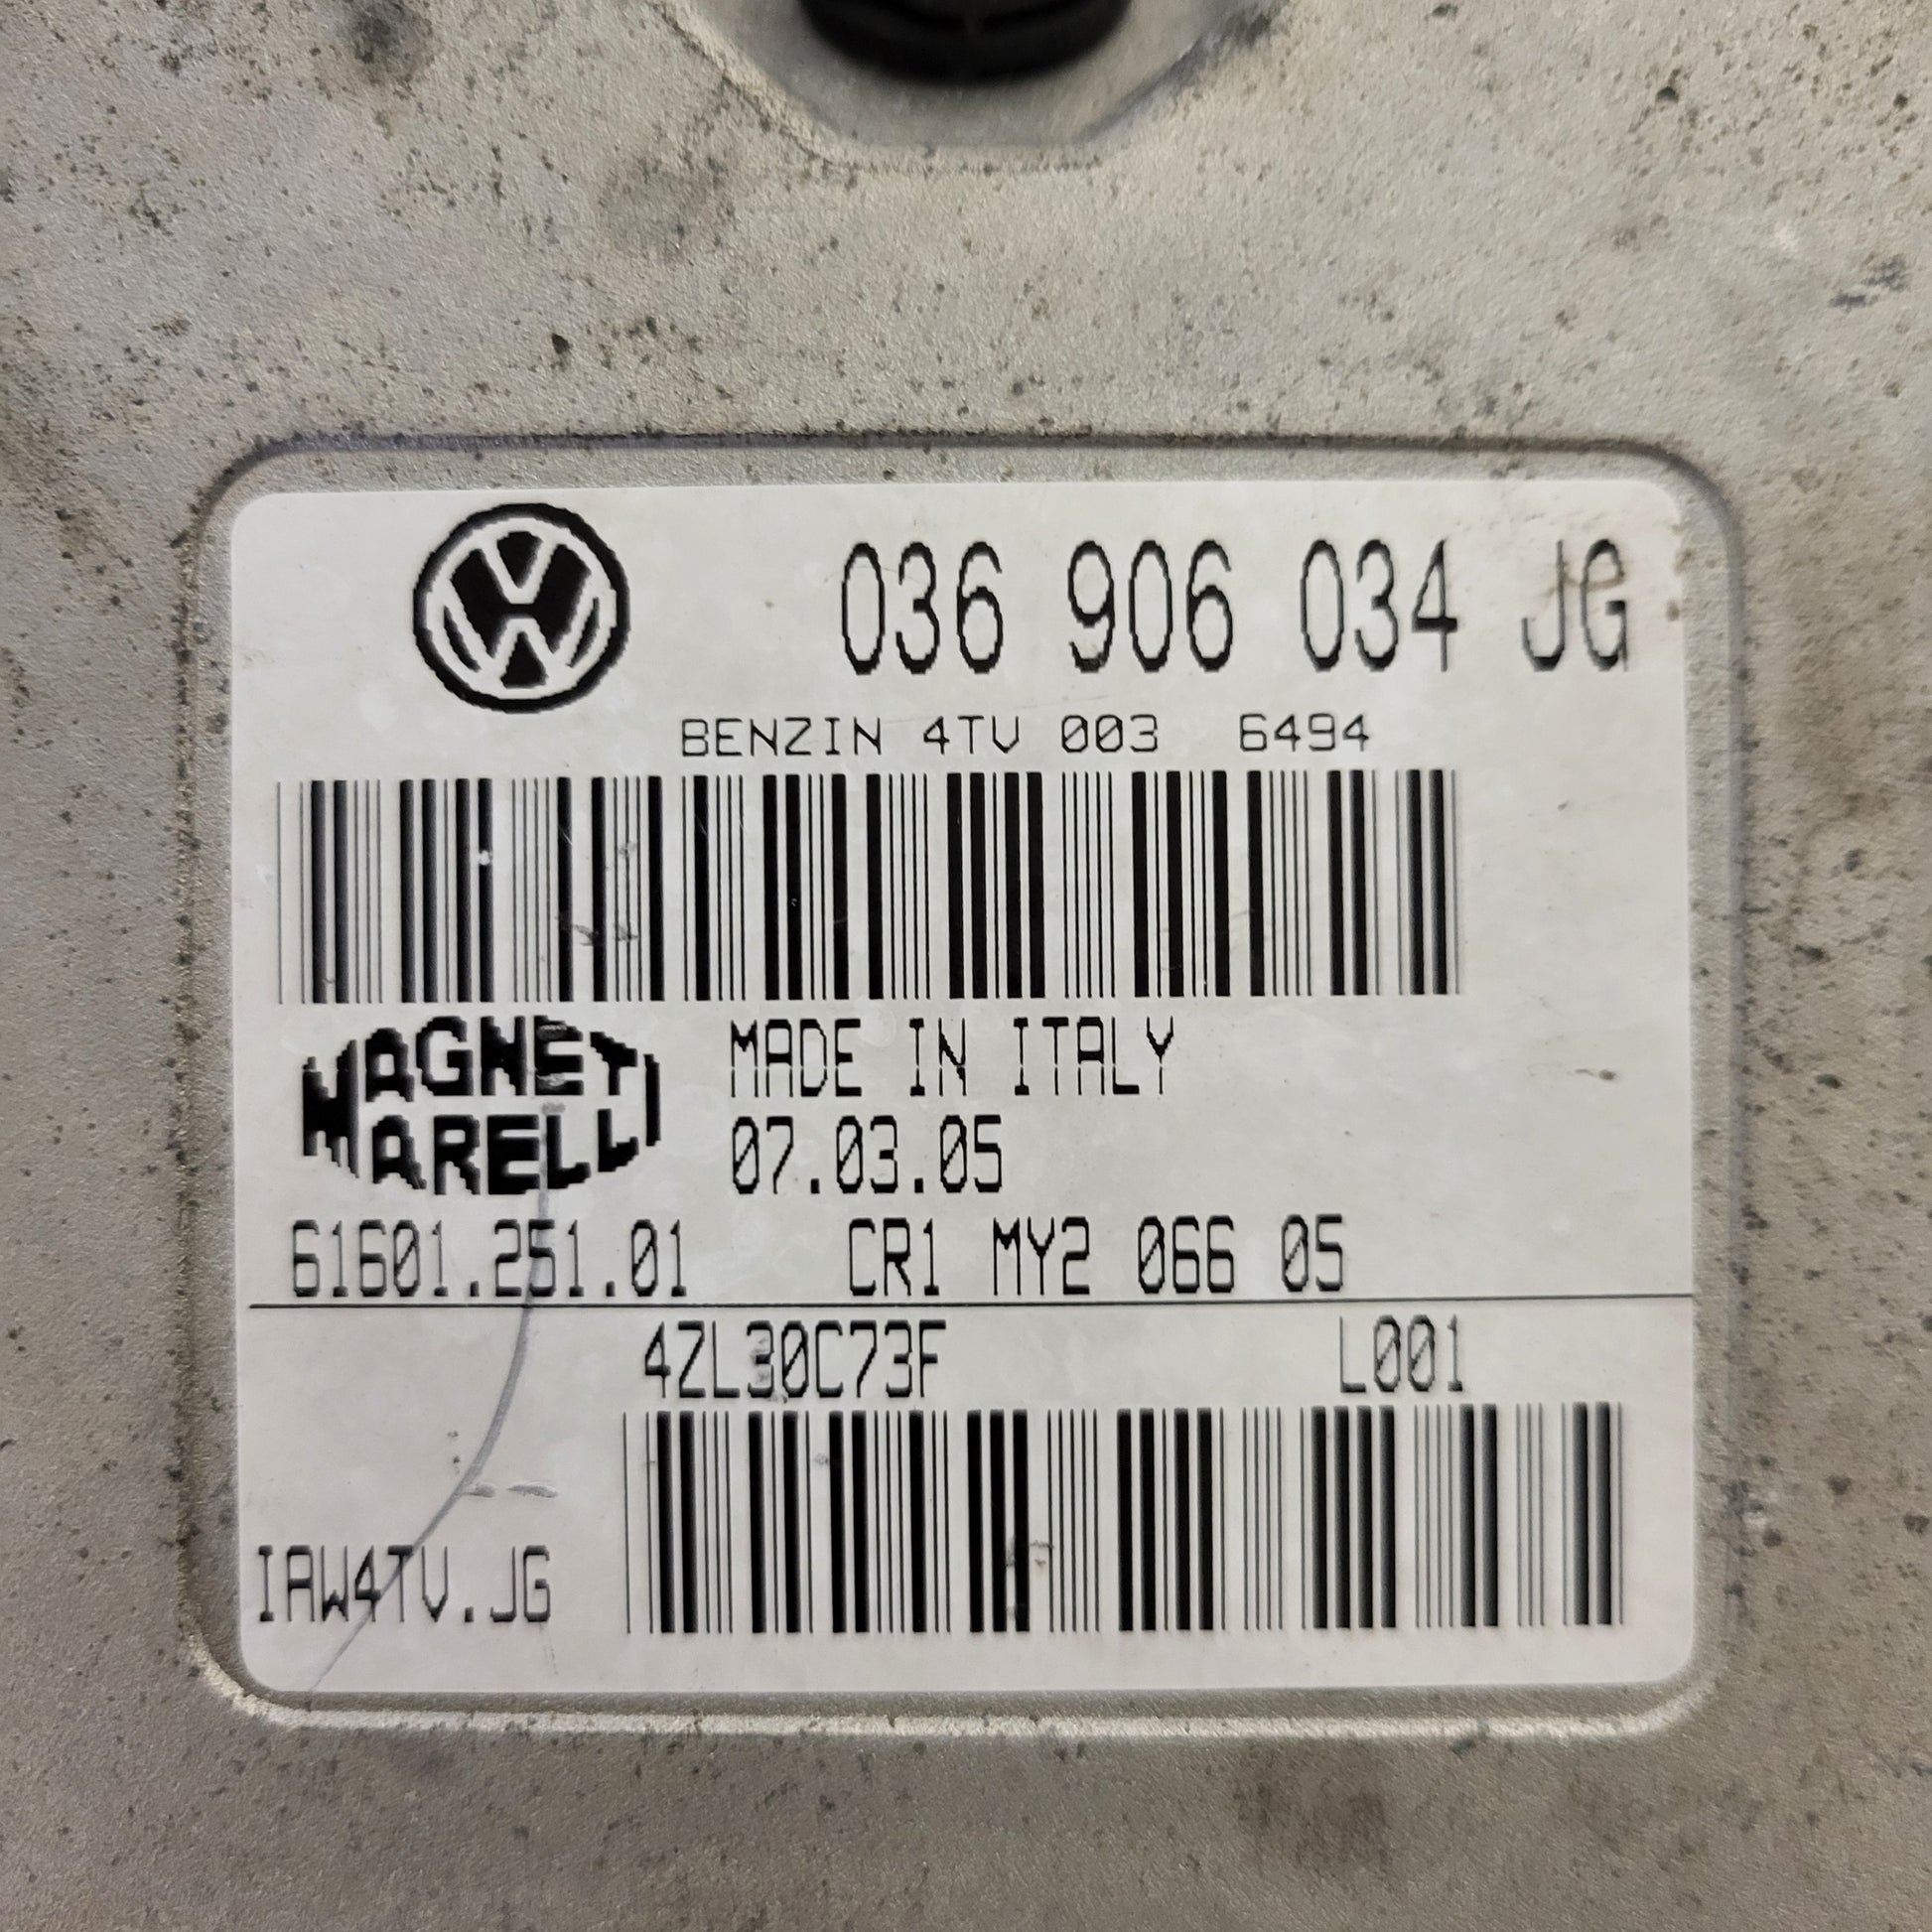 036 906 034 JG
BENZIN 4TV 003 6494
MAGNETI
MARELLI
MADE IN ITALY
07.03.05
61601.251.01 CR1 MY2 066 05
4ZL30C73F L001
IAW4TV.JG